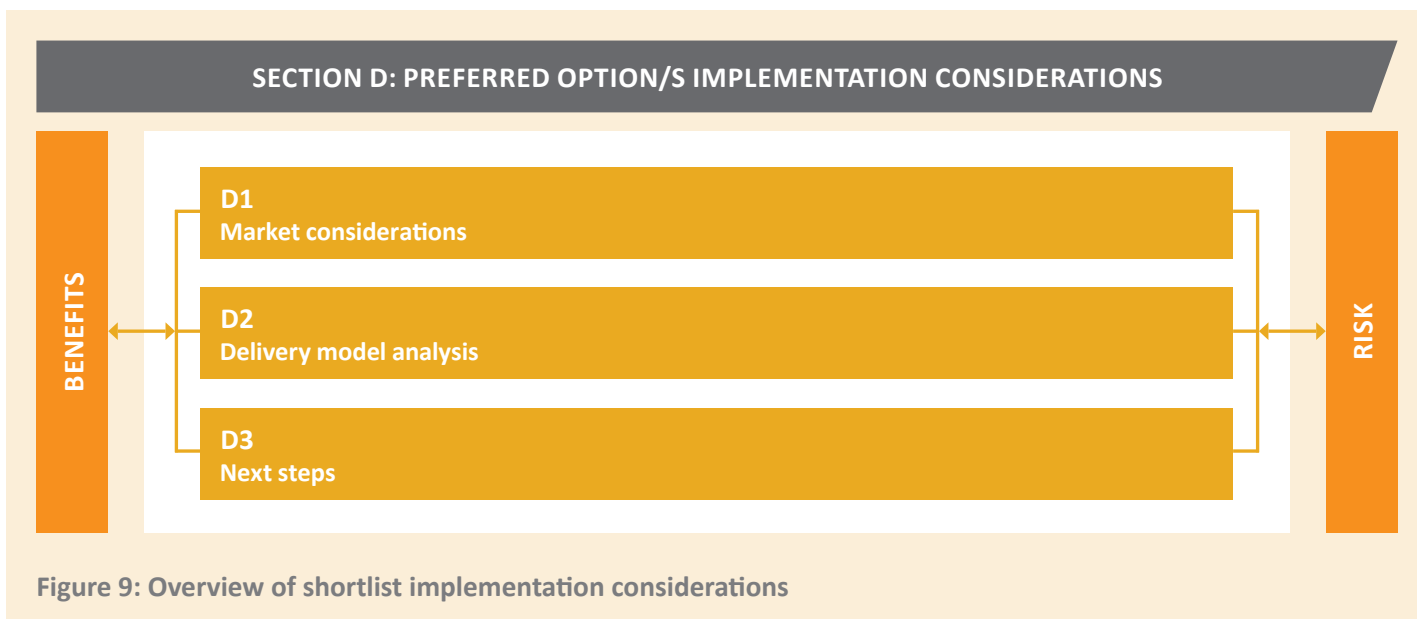 SECTION D: PREFERRED OPTION/S IMPLEMENTATION CONSIDERATIONS
BENEFITS
D1
Market considerations
D2
Delivery model analysis
D3
Next steps
RISK
Figure 9: Overview of shortlist implementation considerations